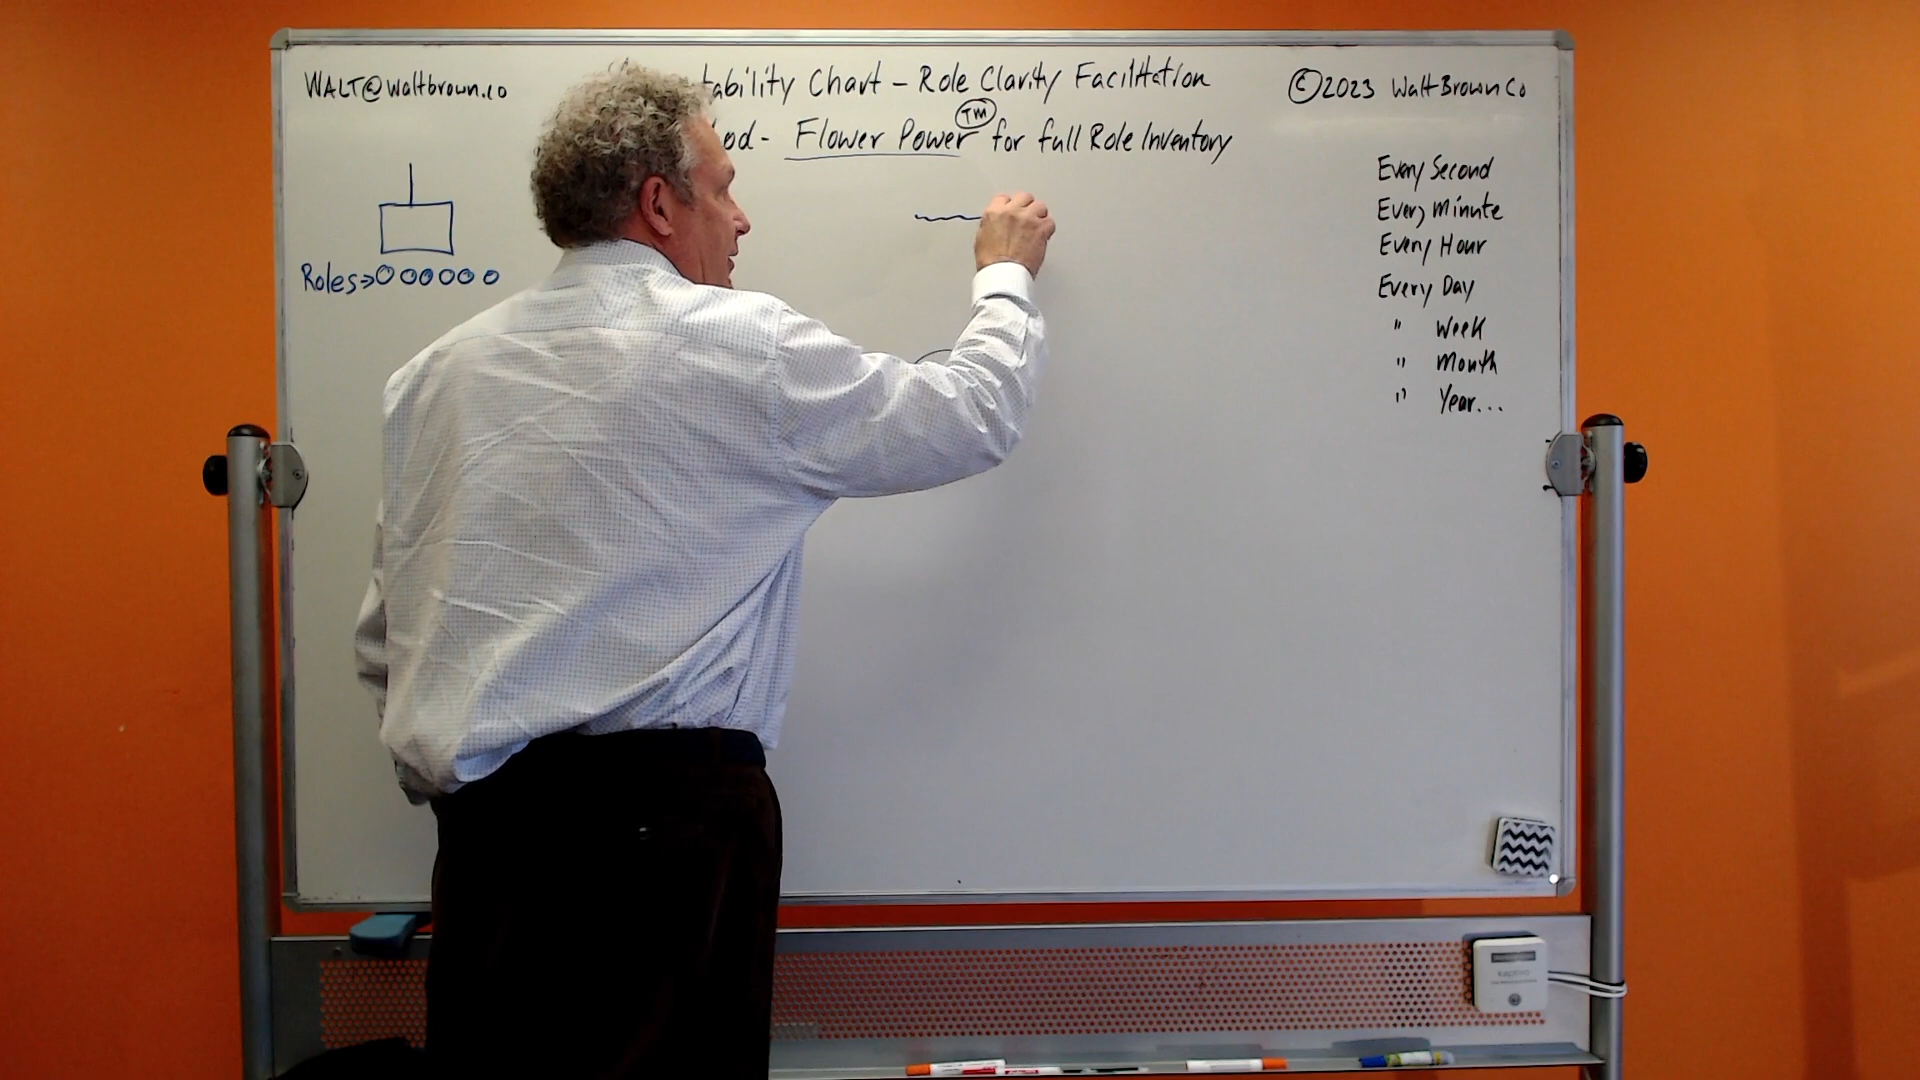 WALT@waltbrown.co
tability Chart - Role Clarity Facilitation
©2023 WaltBrownCo
od- Flower Power TM for full Role Inventory
Every Second
Every Minute
Every Hour
Every Day
" Week
" Month
" Year...
Roles